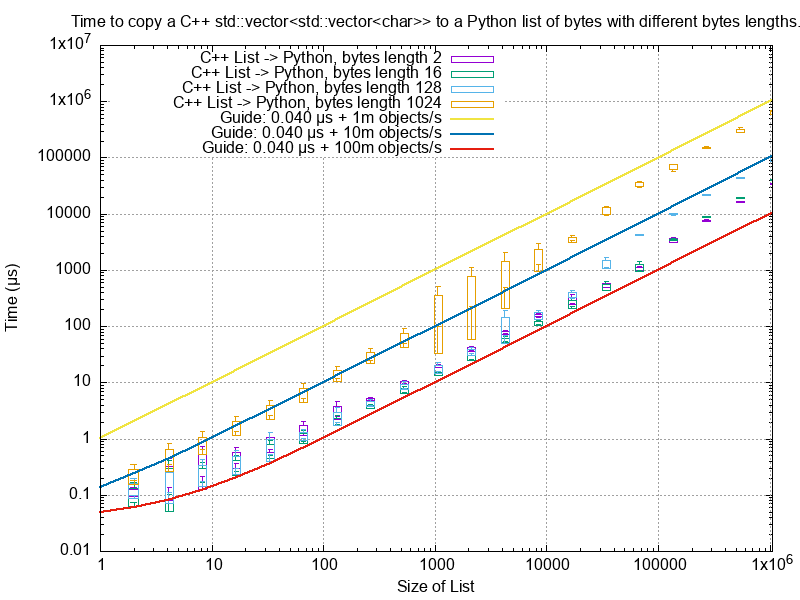 Time to copy a C++ std::vector<std::vector<char>> to a Python list of bytes with different bytes lengths.
1x10^7
C++ List -> Python, bytes length 2
C++ List -> Python, bytes length 16
C++ List -> Python, bytes length 128
C++ List -> Python, bytes length 1024
Guide: 0.040 µs + 1m objects/s
Guide: 0.040 µs + 10m objects/s
Guide: 0.040 µs + 100m objects/s
1x10^6
100000
10000
1000
100
10
1
0.1
0.01
Time (µs)
1 10 100 1000 10000 100000 1x10^6
Size of List